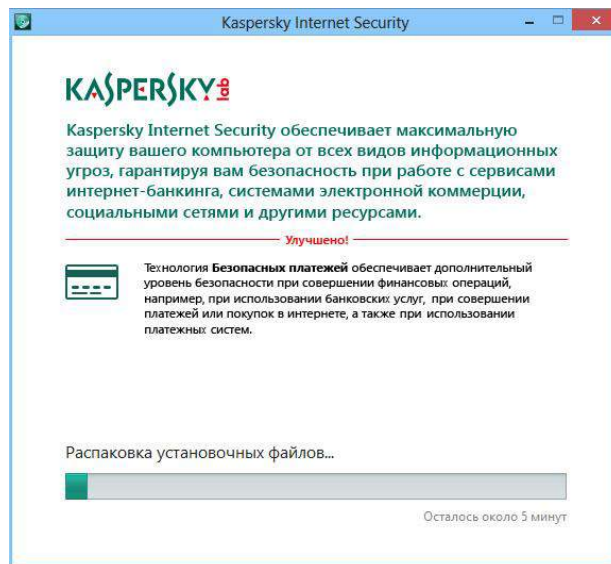 Kaspersky Internet Security
KASPERSKY lab
Kaspersky Internet Security обеспечивает максимальную
защиту вашего компьютера от всех видов информационных
угроз, гарантируя вам безопасность при работе с сервисами
интернет-банкинга, системами электронной коммерции,
социальными сетями и другими ресурсами.
Улучшено!
Технология Безопасных платежей обеспечивает дополнительный
уровень безопасности при совершении финансовых операций,
например, при использовании банковских услуг, при совершении
платежей или покупок в интернете, а также при использовании
платежных систем.
Распаковка установочных файлов...
Осталось около 5 минут